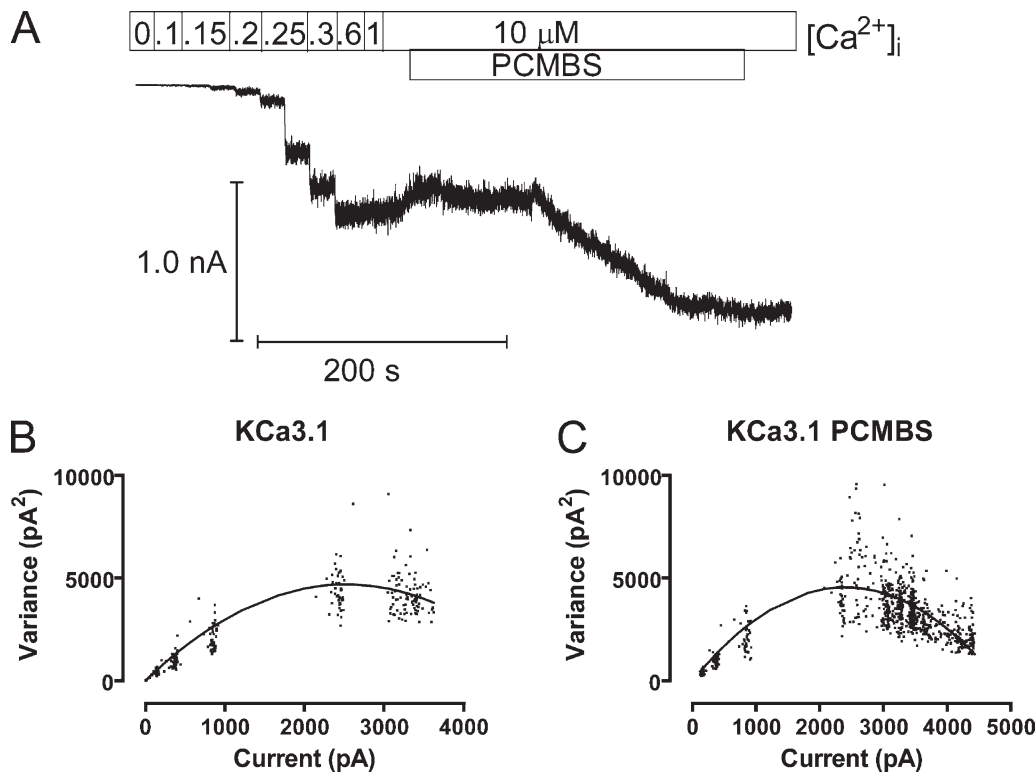 A
0 .1 .15 .2 .25 .3 .6 1 10 μM [Ca²⁺]ᵢ
PCMBS
1.0 nA
200 s
B KCa3.1
C KCa3.1 PCMBS
Variance (pA²)
10000
5000
0
0 1000 2000 3000 4000
Current (pA)
Variance (pA²)
10000
5000
0
0 1000 2000 3000 4000 5000
Current (pA)